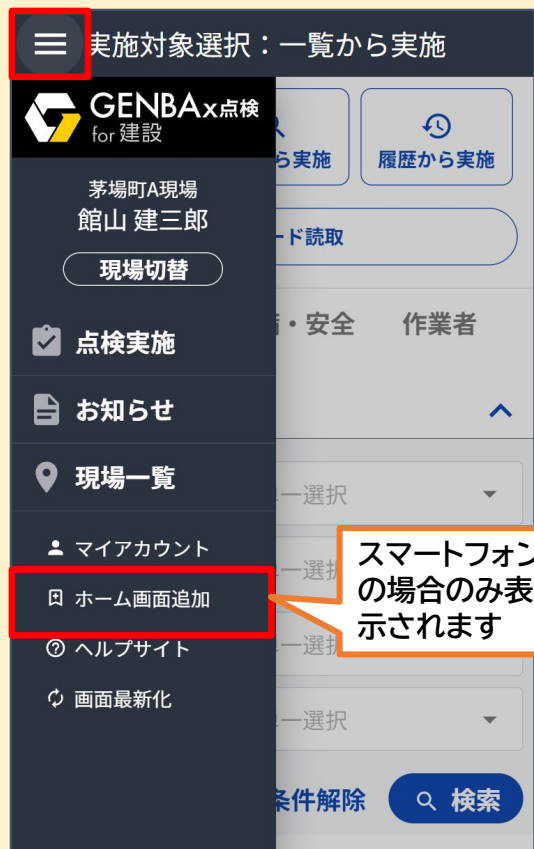 実施対象選択：一覧から実施
GENBAx点検
for 建設
ら実施
履歴から実施
茅場町A現場
館山 建三郎
現場切替
ード読取
点検実施
・安全
作業者
お知らせ
現場一覧
一選択
マイアカウント
一選
スマートフォン
の場合のみ表
示されます
ホーム画面追加
ヘルプサイト
一選
画面最新化
一選択
条件解除
検索